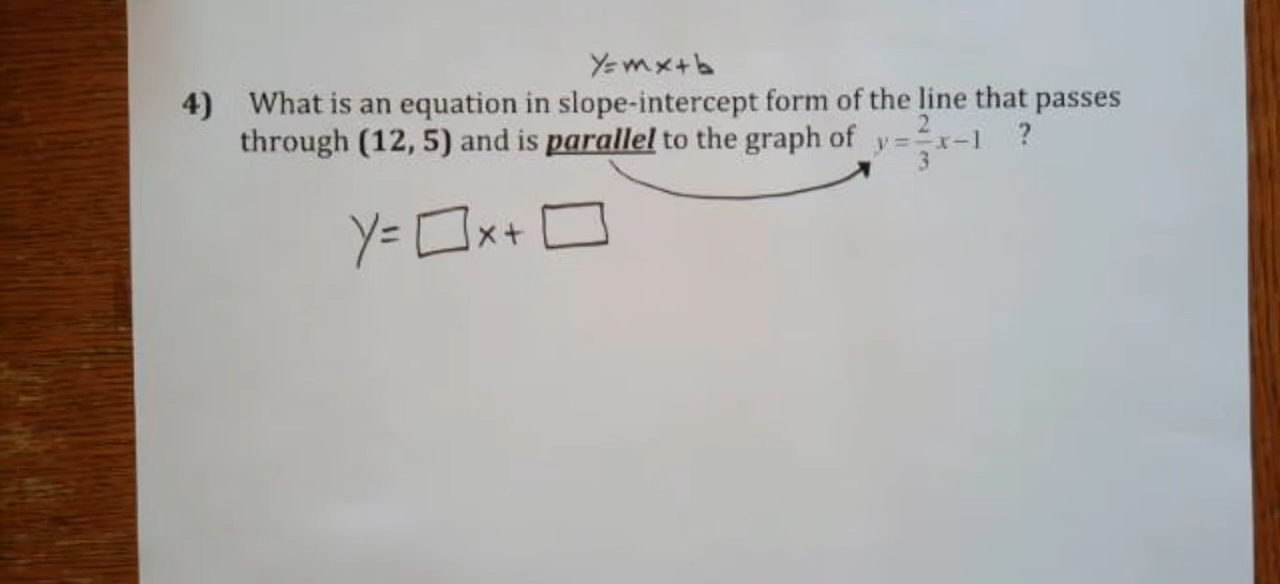 y=mx+b
4) What is an equation in slope-intercept form of the line that passes
through (12, 5) and is parallel to the graph of y = 2/3 x - 1 ?
y= □x+ □